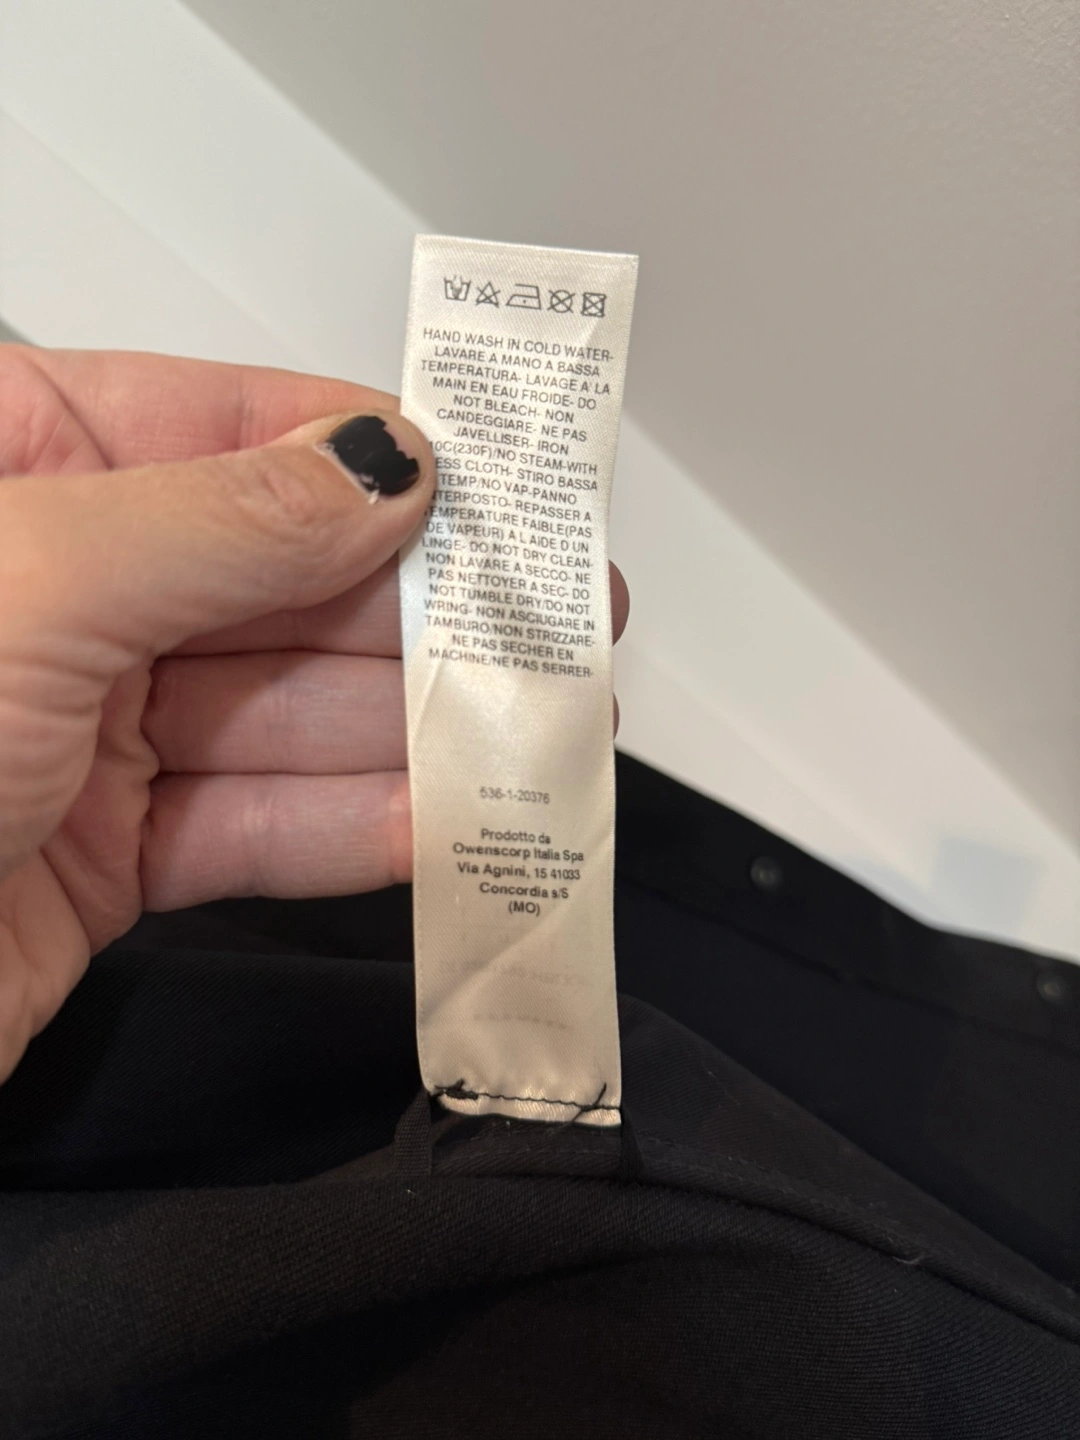 HAND WASH IN COLD WATER-
LAVARE A MANO A BASSA
TEMPERATURA- LAVAGE A' LA
MAIN EN EAU FROIDE- DO
NOT BLEACH- NON
CANDEGGIARE- NE PAS
JAVELLISER- IRON
10C(230F)/NO STEAM-WITH
ESS CLOTH- STIRO BASSA
TEMP/NO VAP-PANNO
NTERPOSTO- REPASSER A
TEMPERATURE FAIBLE(PAS
DE VAPEUR) A L AIDE D UN
LINGE- DO NOT DRY CLEAN-
NON LAVARE A SECCO- NE
PAS NETTOYER A SEC- DO
NOT TUMBLE DRY/DO NOT
WRING- NON ASCIUGARE IN
TAMBURO/NON STRIZZARE-
NE PAS SECHER EN
MACHINE/NE PAS SERRER-
536-1-20376
Prodotto da
Owenscorp Italia Spa
Via Agnini, 15 41033
Concordia s/S
(MO)